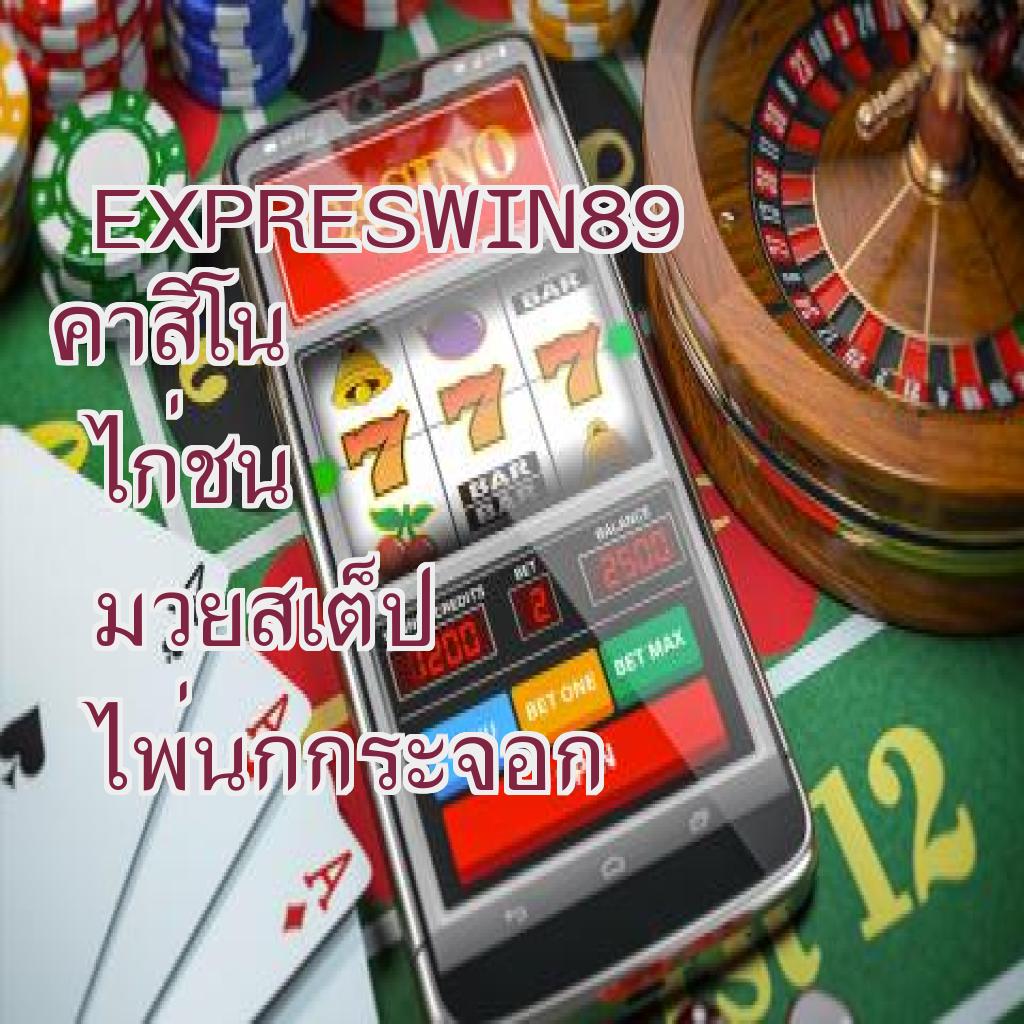 EXPRESWIN89
คาสิโน
ไก่ชน
มวยสเต็ป
ไพ่นกกระจอก
BAR
BAR
BALANCE
2500
BET
2
CREDITS
1200
BET MAX
BET ONE
A
A
A
12